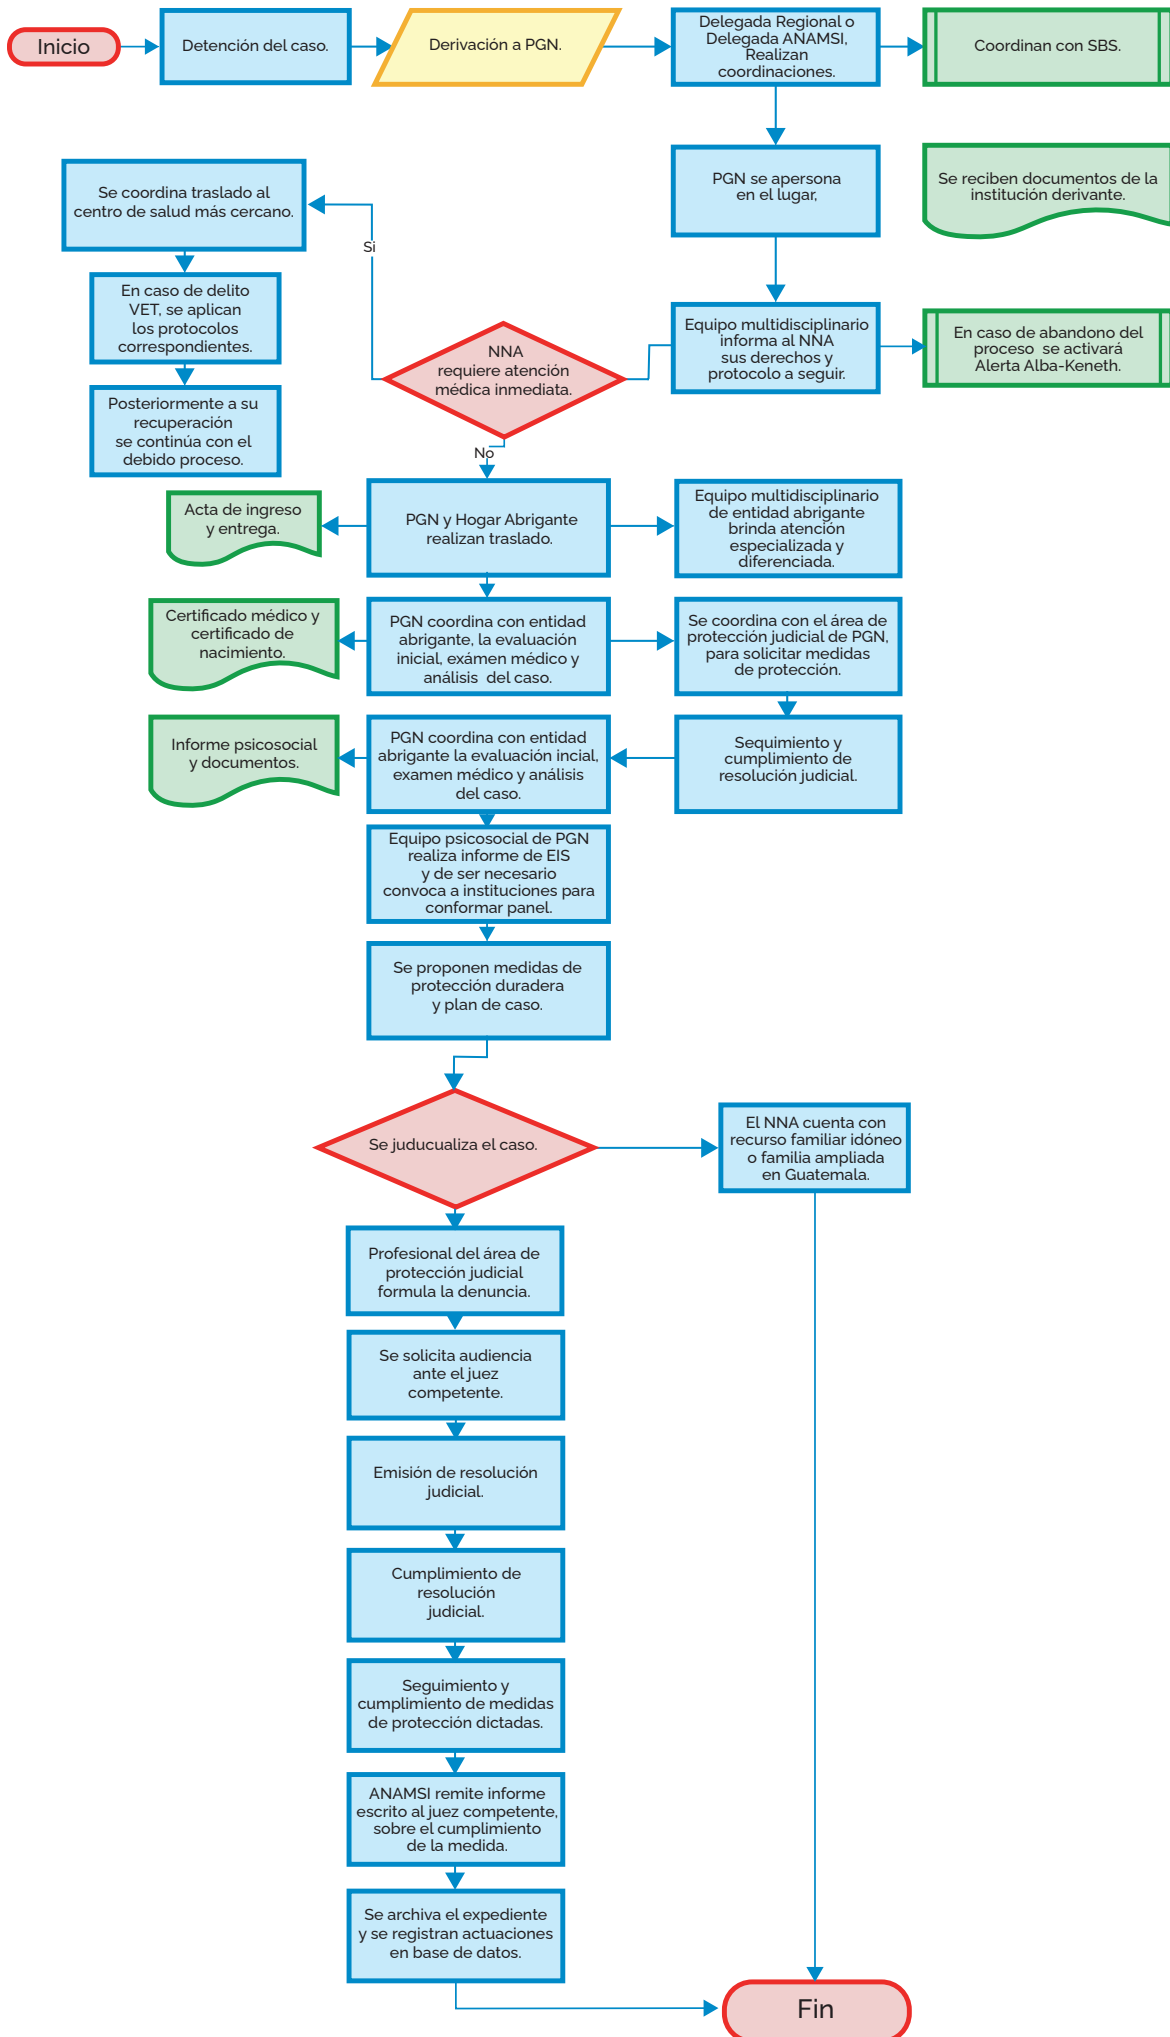 Inicio
Detención del caso.
Derivación a PGN.
Delegada Regional o
Delegada ANAMSI,
Realizan
coordinaciones.
Coordinan con SBS.
PGN se apersona
en el lugar,
Se reciben documentos de la
institución derivante.
Se coordina traslado al
centro de salud más cercano.
Si
En caso de delito
VET, se aplican
los protocolos
correspondientes.
Equipo multidisciplinario
informa al NNA
sus derechos y
protocolo a seguir.
En caso de abandono del
proceso se activará
Alerta Alba-Keneth.
NNA
requiere atención
médica inmediata.
Posteriormente a su
recuperación
se continúa con el
debido proceso.
No
Acta de ingreso
y entrega.
PGN y Hogar Abrigante
realizan traslado.
Equipo multidisciplinario
de entidad abrigante
brinda atención
especializada y
diferenciada.
Certificado médico y
certificado de
nacimiento.
PGN coordina con entidad
abrigante, la evaluación
inicial, exámen médico y
análisis del caso.
Se coordina con el área de
protección judicial de PGN,
para solicitar medidas
de protección.
Informe psicosocial
y documentos.
PGN coordina con entidad
abrigante la evaluación incial,
examen médico y análisis
del caso.
Sequimiento y
cumplimiento de
resolución judicial.
Equipo psicosocial de PGN
realiza informe de EIS
y de ser necesario
convoca a instituciones para
conformar panel.
Se proponen medidas de
protección duradera
y plan de caso.
Se juducualiza el caso.
El NNA cuenta con
recurso familiar idóneo
o familia ampliada
en Guatemala.
Profesional del área de
protección judicial
formula la denuncia.
Se solicita audiencia
ante el juez
competente.
Emisión de resolución
judicial.
Cumplimiento de
resolución
judicial.
Seguimiento y
cumplimiento de medidas
de protección dictadas.
ANAMSI remite informe
escrito al juez competente,
sobre el cumplimiento
de la medida.
Se archiva el expediente
y se registran actuaciones
en base de datos.
Fin